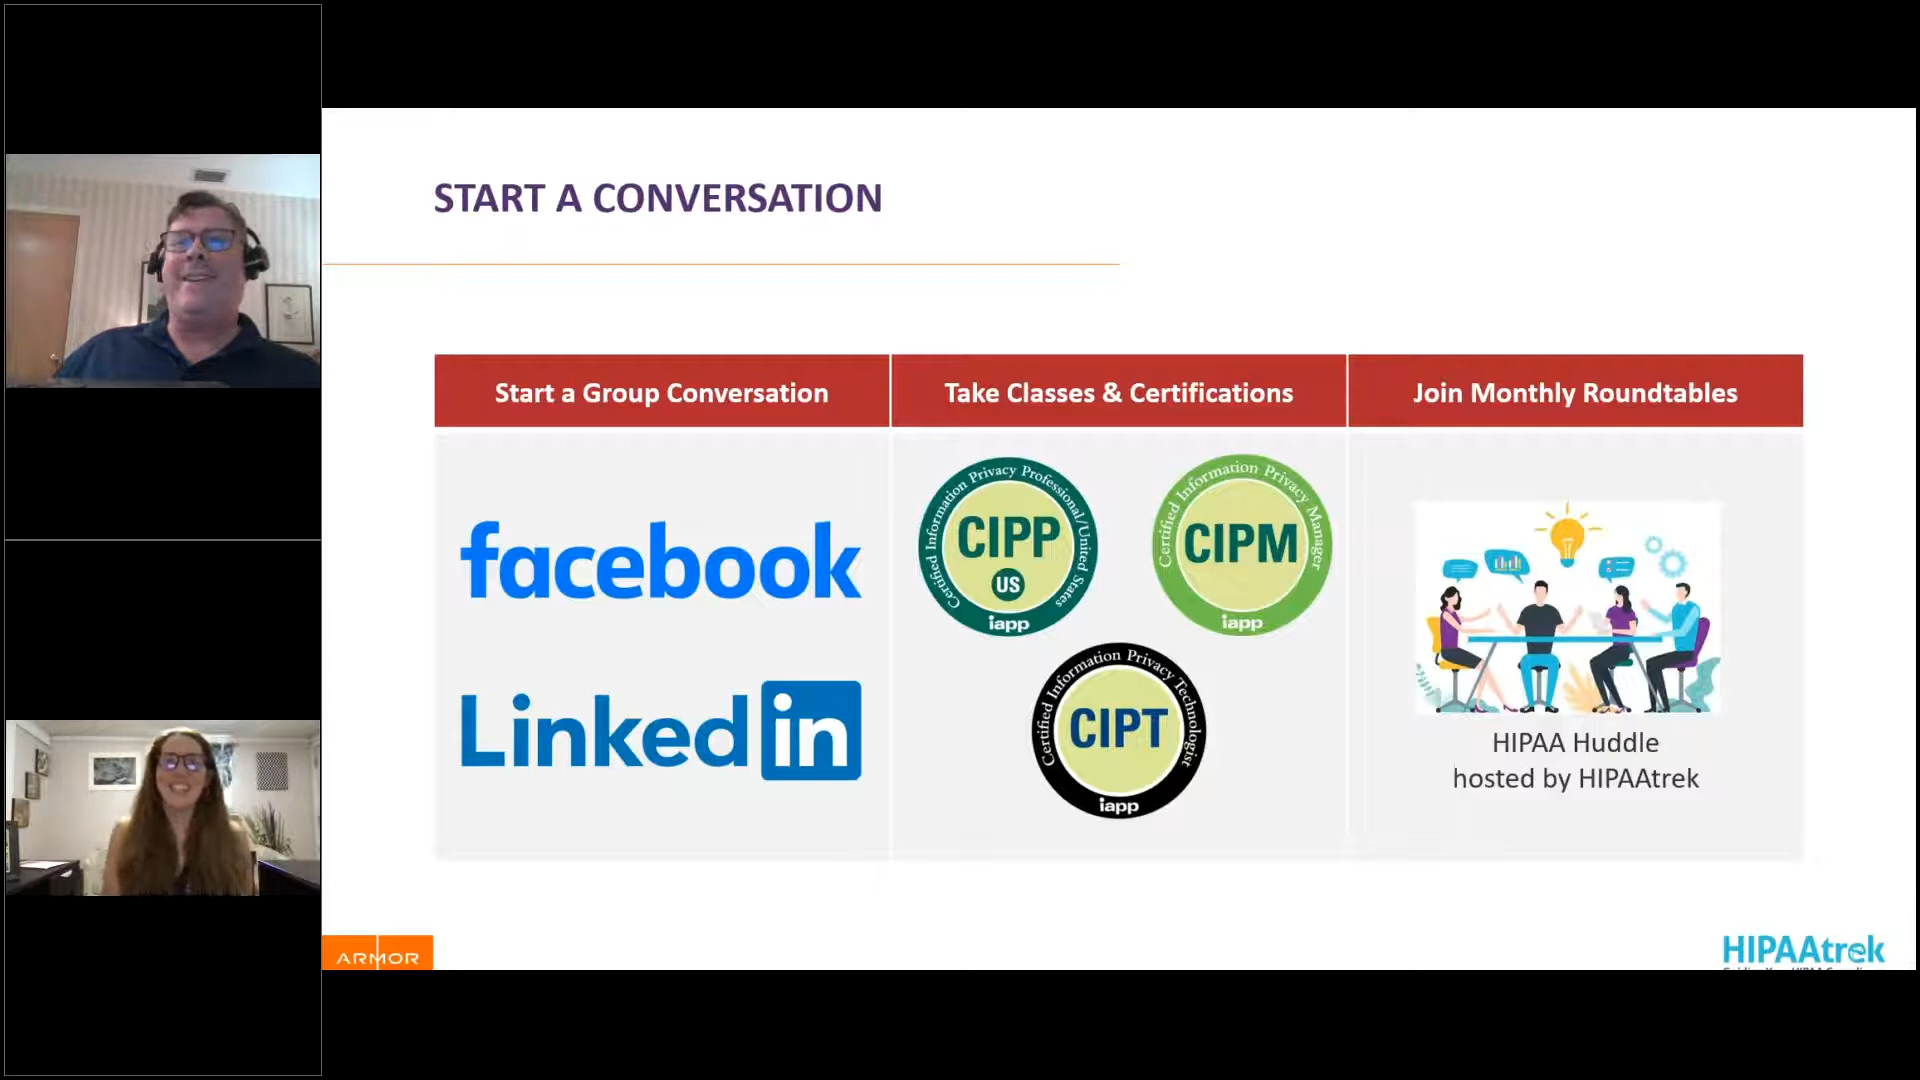 START A CONVERSATION
Start a Group Conversation
Take Classes & Certifications
Join Monthly Roundtables
facebook
Linked in
Certified Information Privacy Professional/United States
CIPP
US
iapp
Certified Information Privacy Manager
CIPM
iapp
Certified Information Privacy Technologist
CIPT
iapp
HIPAA Huddle
hosted by HIPAAtrek
ARMOR
HIPAAtrek